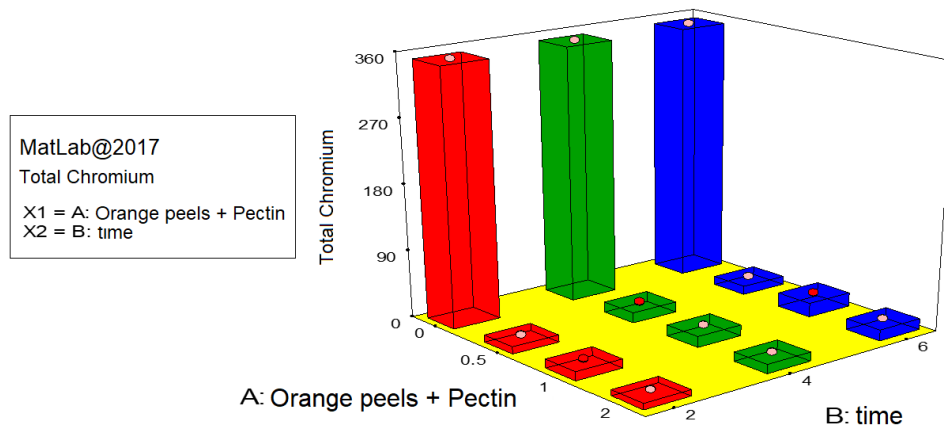 MatLab@2017
Total Chromium
X1 = A: Orange peels + Pectin
X2 = B: tıme
Total Chromium
360
270
180
90
0
0
0.5
1
2
A: Orange peels + Pectin
2
4
6
B: time